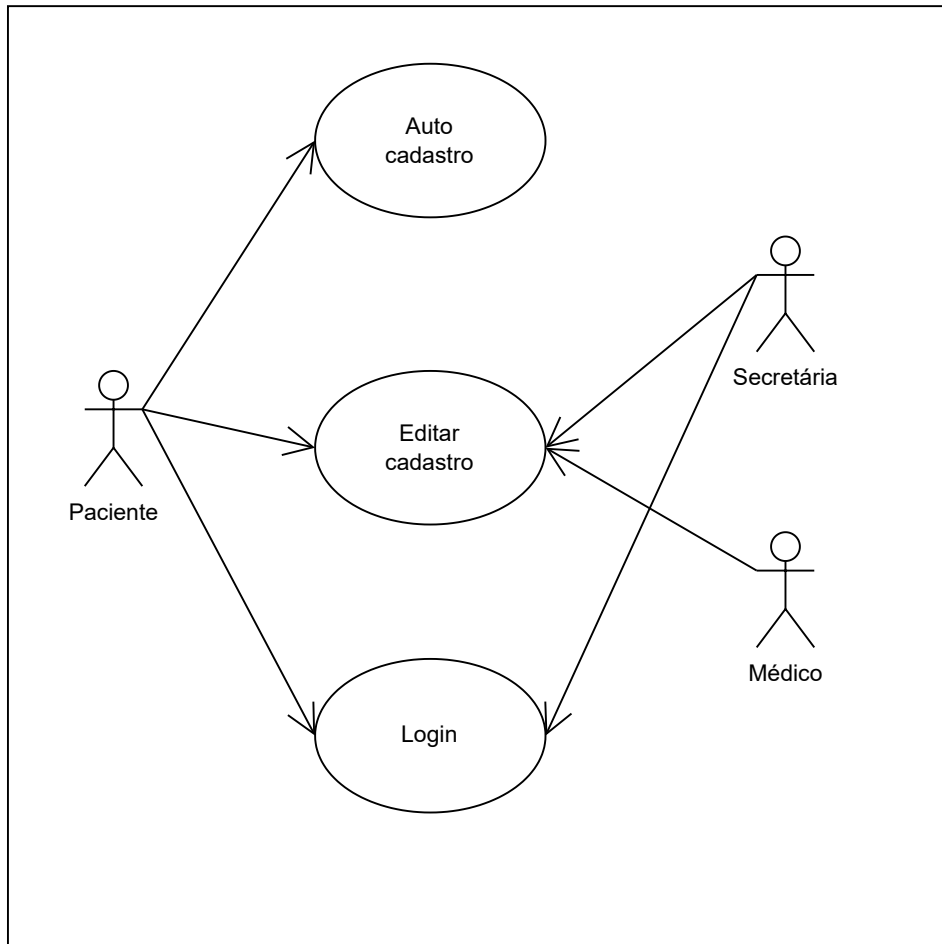 Auto
cadastro
Secretária
Editar
cadastro
Paciente
Médico
Login